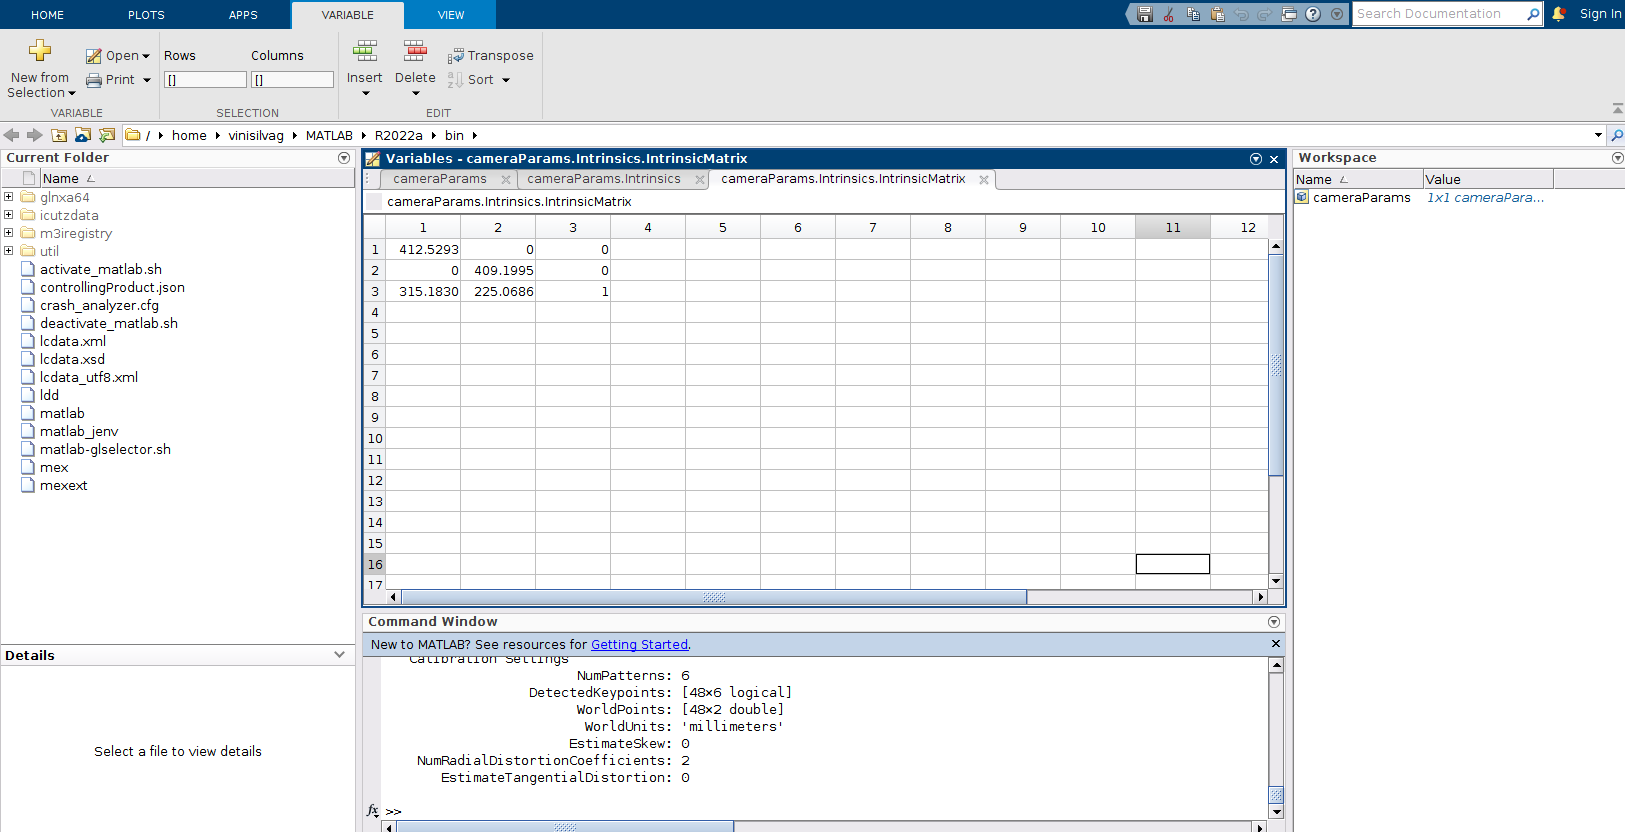 HOME PLOTS APPS VARIABLE VIEW Search Documentation Sign In
New from Selection Open Print Rows Columns [] [] Insert Delete Transpose Sort
VARIABLE SELECTION EDIT
/ home vinisilvag MATLAB R2022a bin
Current Folder
Name
glnxa64
icutzdata
m3iregistry
util
activate_matlab.sh
controllingProduct.json
crash_analyzer.cfg
deactivate_matlab.sh
lcdata.xml
lcdata.xsd
lcdata_utf8.xml
ldd
matlab
matlab_jenv
matlab-glselector.sh
mex
mexext
Details
Select a file to view details
Variables - cameraParams.Intrinsics.IntrinsicMatrix
cameraParams cameraParams.Intrinsics cameraParams.Intrinsics.IntrinsicMatrix
cameraParams.Intrinsics.IntrinsicMatrix
1 2 3 4 5 6 7 8 9 10 11 12
1 412.5293 0 0
2 0 409.1995 0
3 315.1830 225.0686 1
4
5
6
7
8
9
10
11
12
13
14
15
16
17
Command Window
New to MATLAB? See resources for Getting Started.
Calibration Settings
NumPatterns: 6
DetectedKeypoints: [48×6 logical]
WorldPoints: [48×2 double]
WorldUnits: 'millimeters'
EstimateSkew: 0
NumRadialDistortionCoefficients: 2
EstimateTangentialDistortion: 0
fx >>
Workspace
Name Value
cameraParams 1x1 cameraPara...